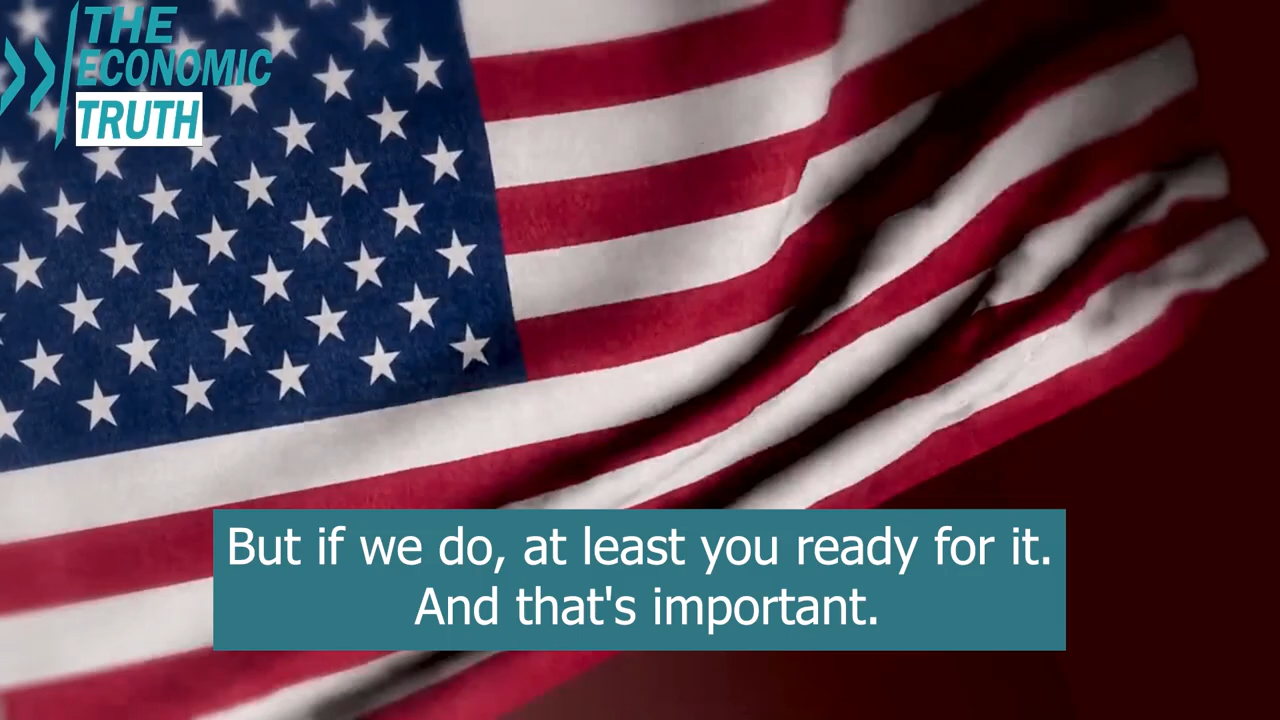 THE
ECONOMIC
TRUTH
But if we do, at least you ready for it.
And that's important.